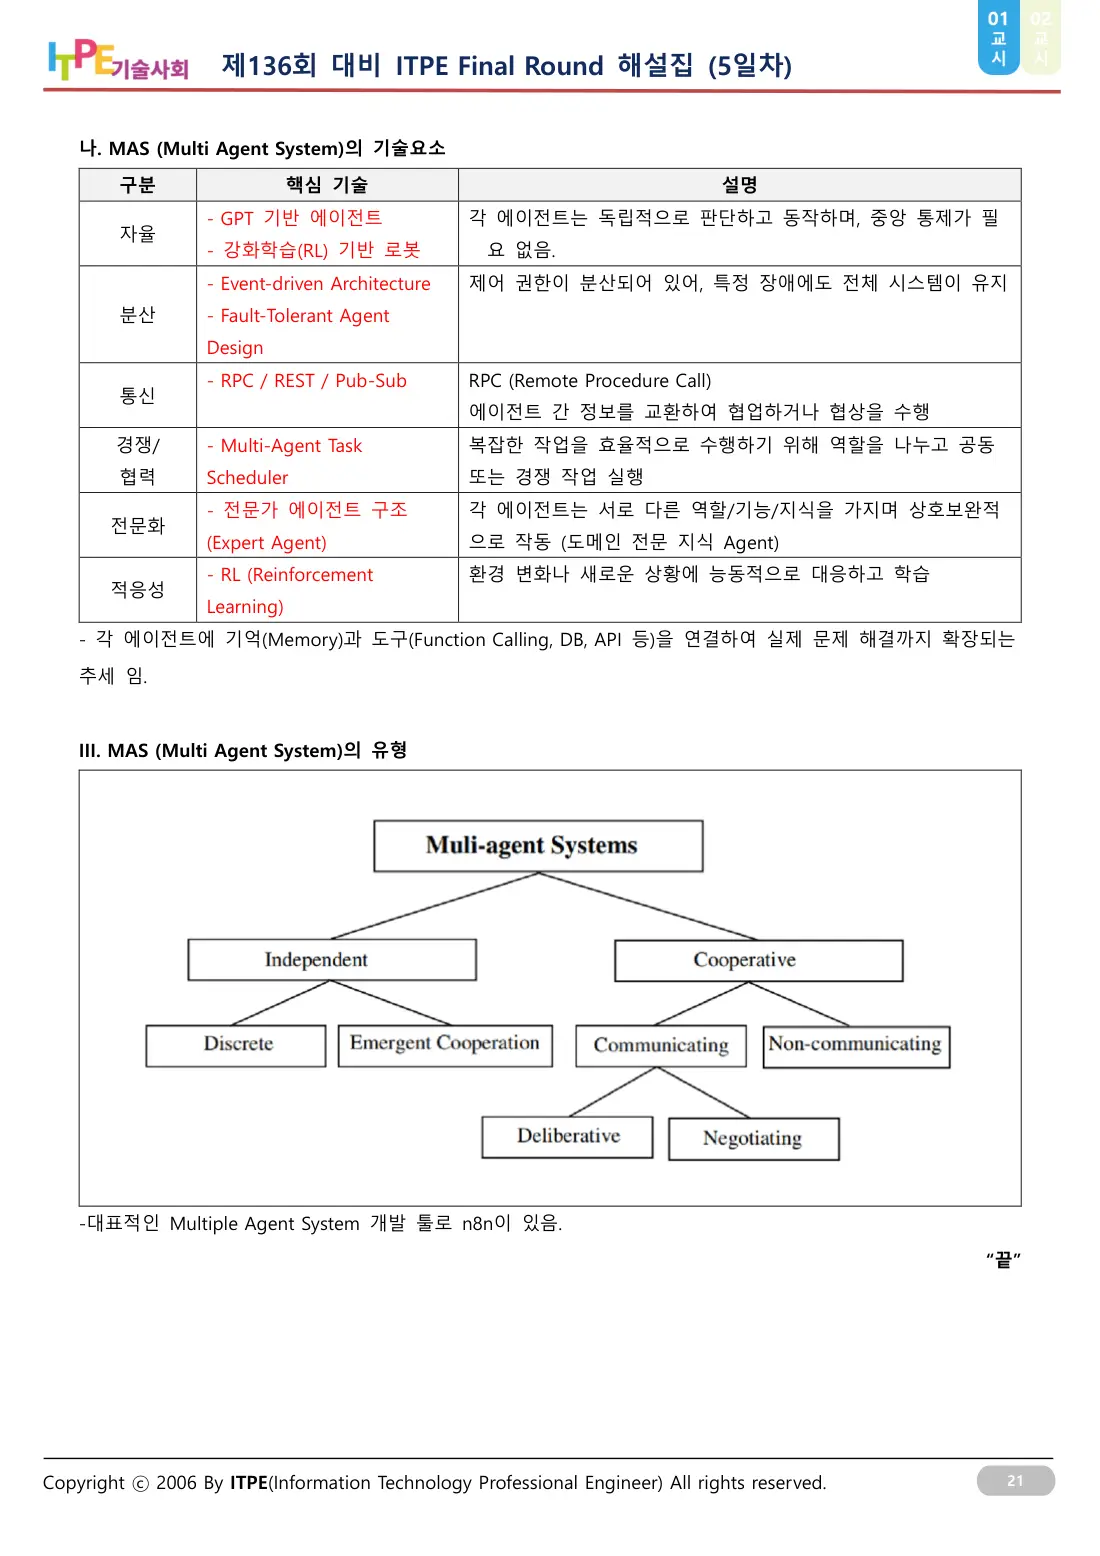 01
교
시
02
교
시
ITPE기술사회 제136회 대비 ITPE Final Round 해설집 (5일차)
나. MAS (Multi Agent System)의 기술요소
구분 핵심 기술 설명
자율
- GPT 기반 에이전트
- 강화학습(RL) 기반 로봇
각 에이전트는 독립적으로 판단하고 동작하며, 중앙 통제가 필
요 없음.
분산
- Event-driven Architecture
- Fault-Tolerant Agent
Design
제어 권한이 분산되어 있어, 특정 장애에도 전체 시스템이 유지
통신
- RPC / REST / Pub-Sub
RPC (Remote Procedure Call)
에이전트 간 정보를 교환하여 협업하거나 협상을 수행
경쟁/
협력
- Multi-Agent Task
Scheduler
복잡한 작업을 효율적으로 수행하기 위해 역할을 나누고 공동
또는 경쟁 작업 실행
전문화
- 전문가 에이전트 구조
(Expert Agent)
각 에이전트는 서로 다른 역할/기능/지식을 가지며 상호보완적
으로 작동 (도메인 전문 지식 Agent)
적응성
- RL (Reinforcement
Learning)
환경 변화나 새로운 상황에 능동적으로 대응하고 학습
- 각 에이전트에 기억(Memory)과 도구(Function Calling, DB, API 등)을 연결하여 실제 문제 해결까지 확장되는
추세 임.
III. MAS (Multi Agent System)의 유형
Muli-agent Systems
Independent Cooperative
Discrete Emergent Cooperation Communicating Non-communicating
Deliberative Negotiating
-대표적인 Multiple Agent System 개발 툴로 n8n이 있음.
“끝”
Copyright ⓒ 2006 By ITPE(Information Technology Professional Engineer) All rights reserved.
21